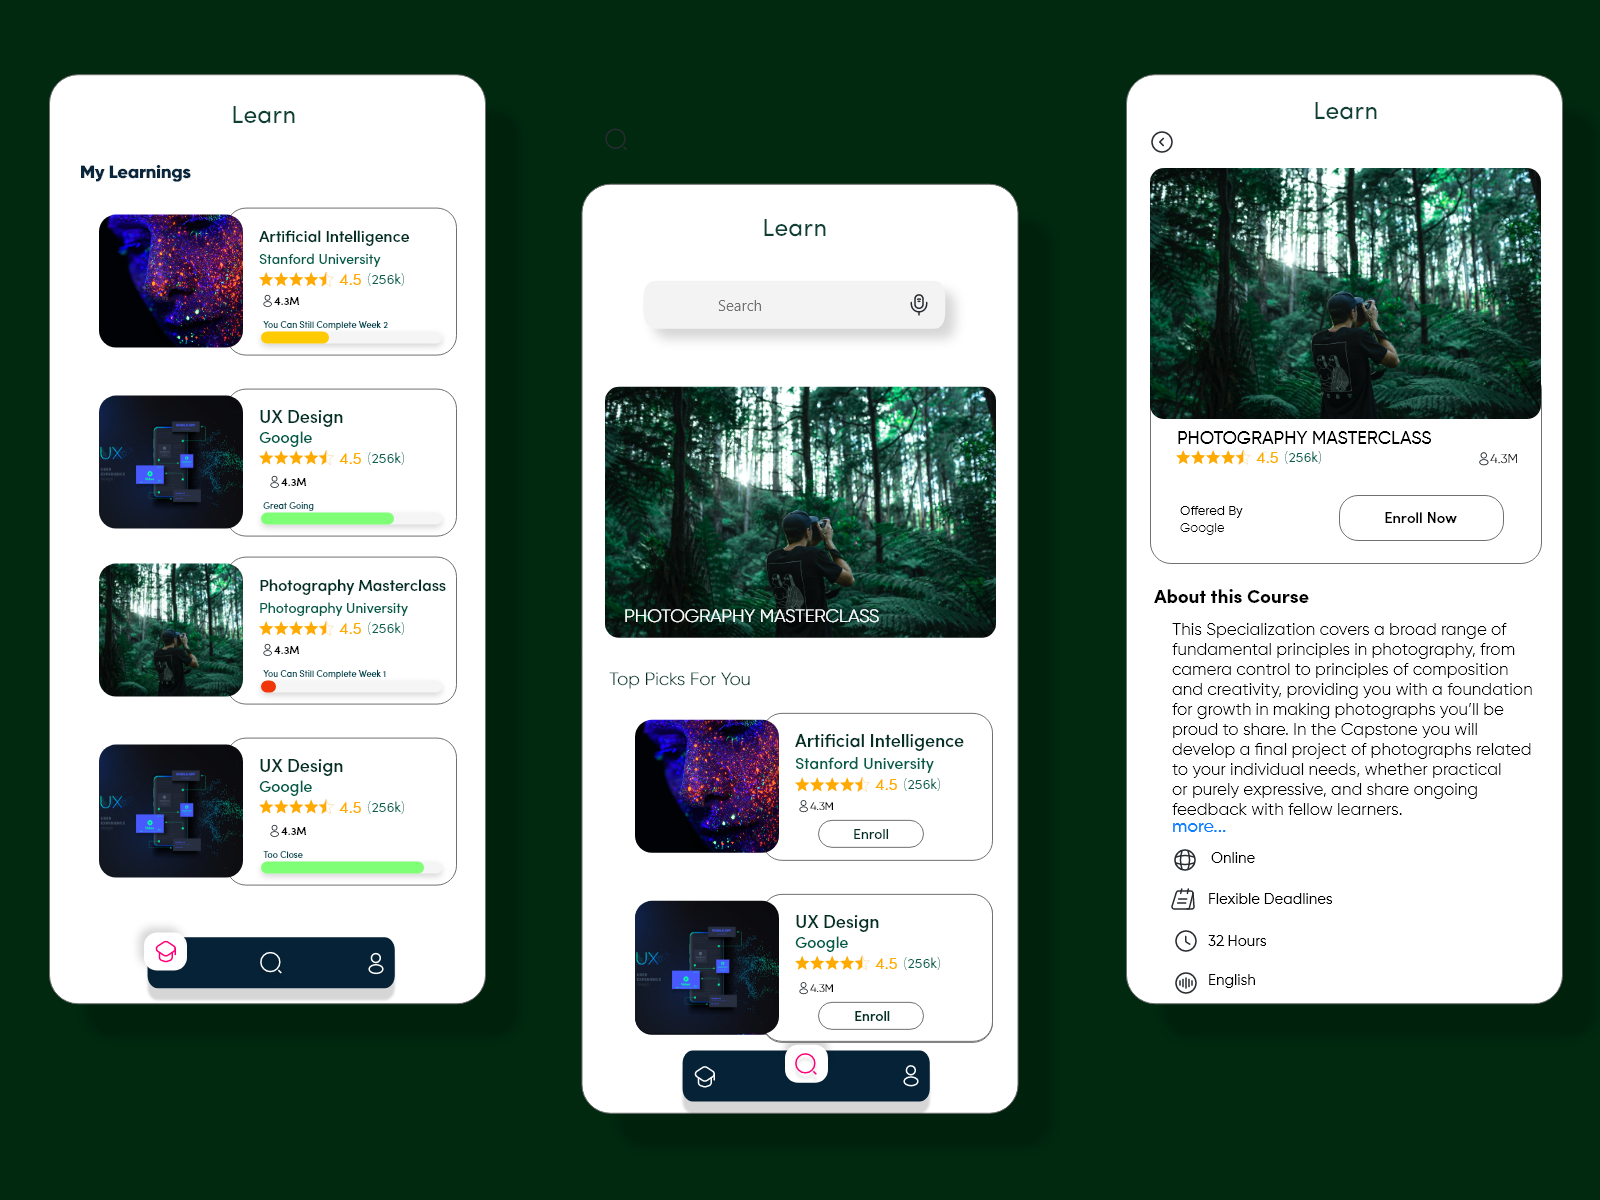 Learn
My Learnings
Artificial Intelligence
Stanford University
4.5 (256k)
4.3M
You Can Still Complete Week 2
UX
UX Design
Google
4.5 (256k)
4.3M
Great Going
Photography Masterclass
Photography University
4.5 (256k)
4.3M
You Can Still Complete Week 1
UX
UX Design
Google
4.5 (256k)
4.3M
Too Close
Learn
Search
PHOTOGRAPHY MASTERCLASS
Top Picks For You
Artificial Intelligence
Stanford University
4.5 (256k)
4.3M
Enroll
UX
UX Design
Google
4.5 (256k)
4.3M
Enroll
Learn
PHOTOGRAPHY MASTERCLASS
4.5 (256k)
4.3M
Offered By
Google
Enroll Now
About this Course
This Specialization covers a broad range of
fundamental principles in photography, from
camera control to principles of composition
and creativity, providing you with a foundation
for growth in making photographs you’ll be
proud to share. In the Capstone you will
develop a final project of photographs related
to your individual needs, whether practical
or purely expressive, and share ongoing
feedback with fellow learners.
more...
Online
Flexible Deadlines
32 Hours
English